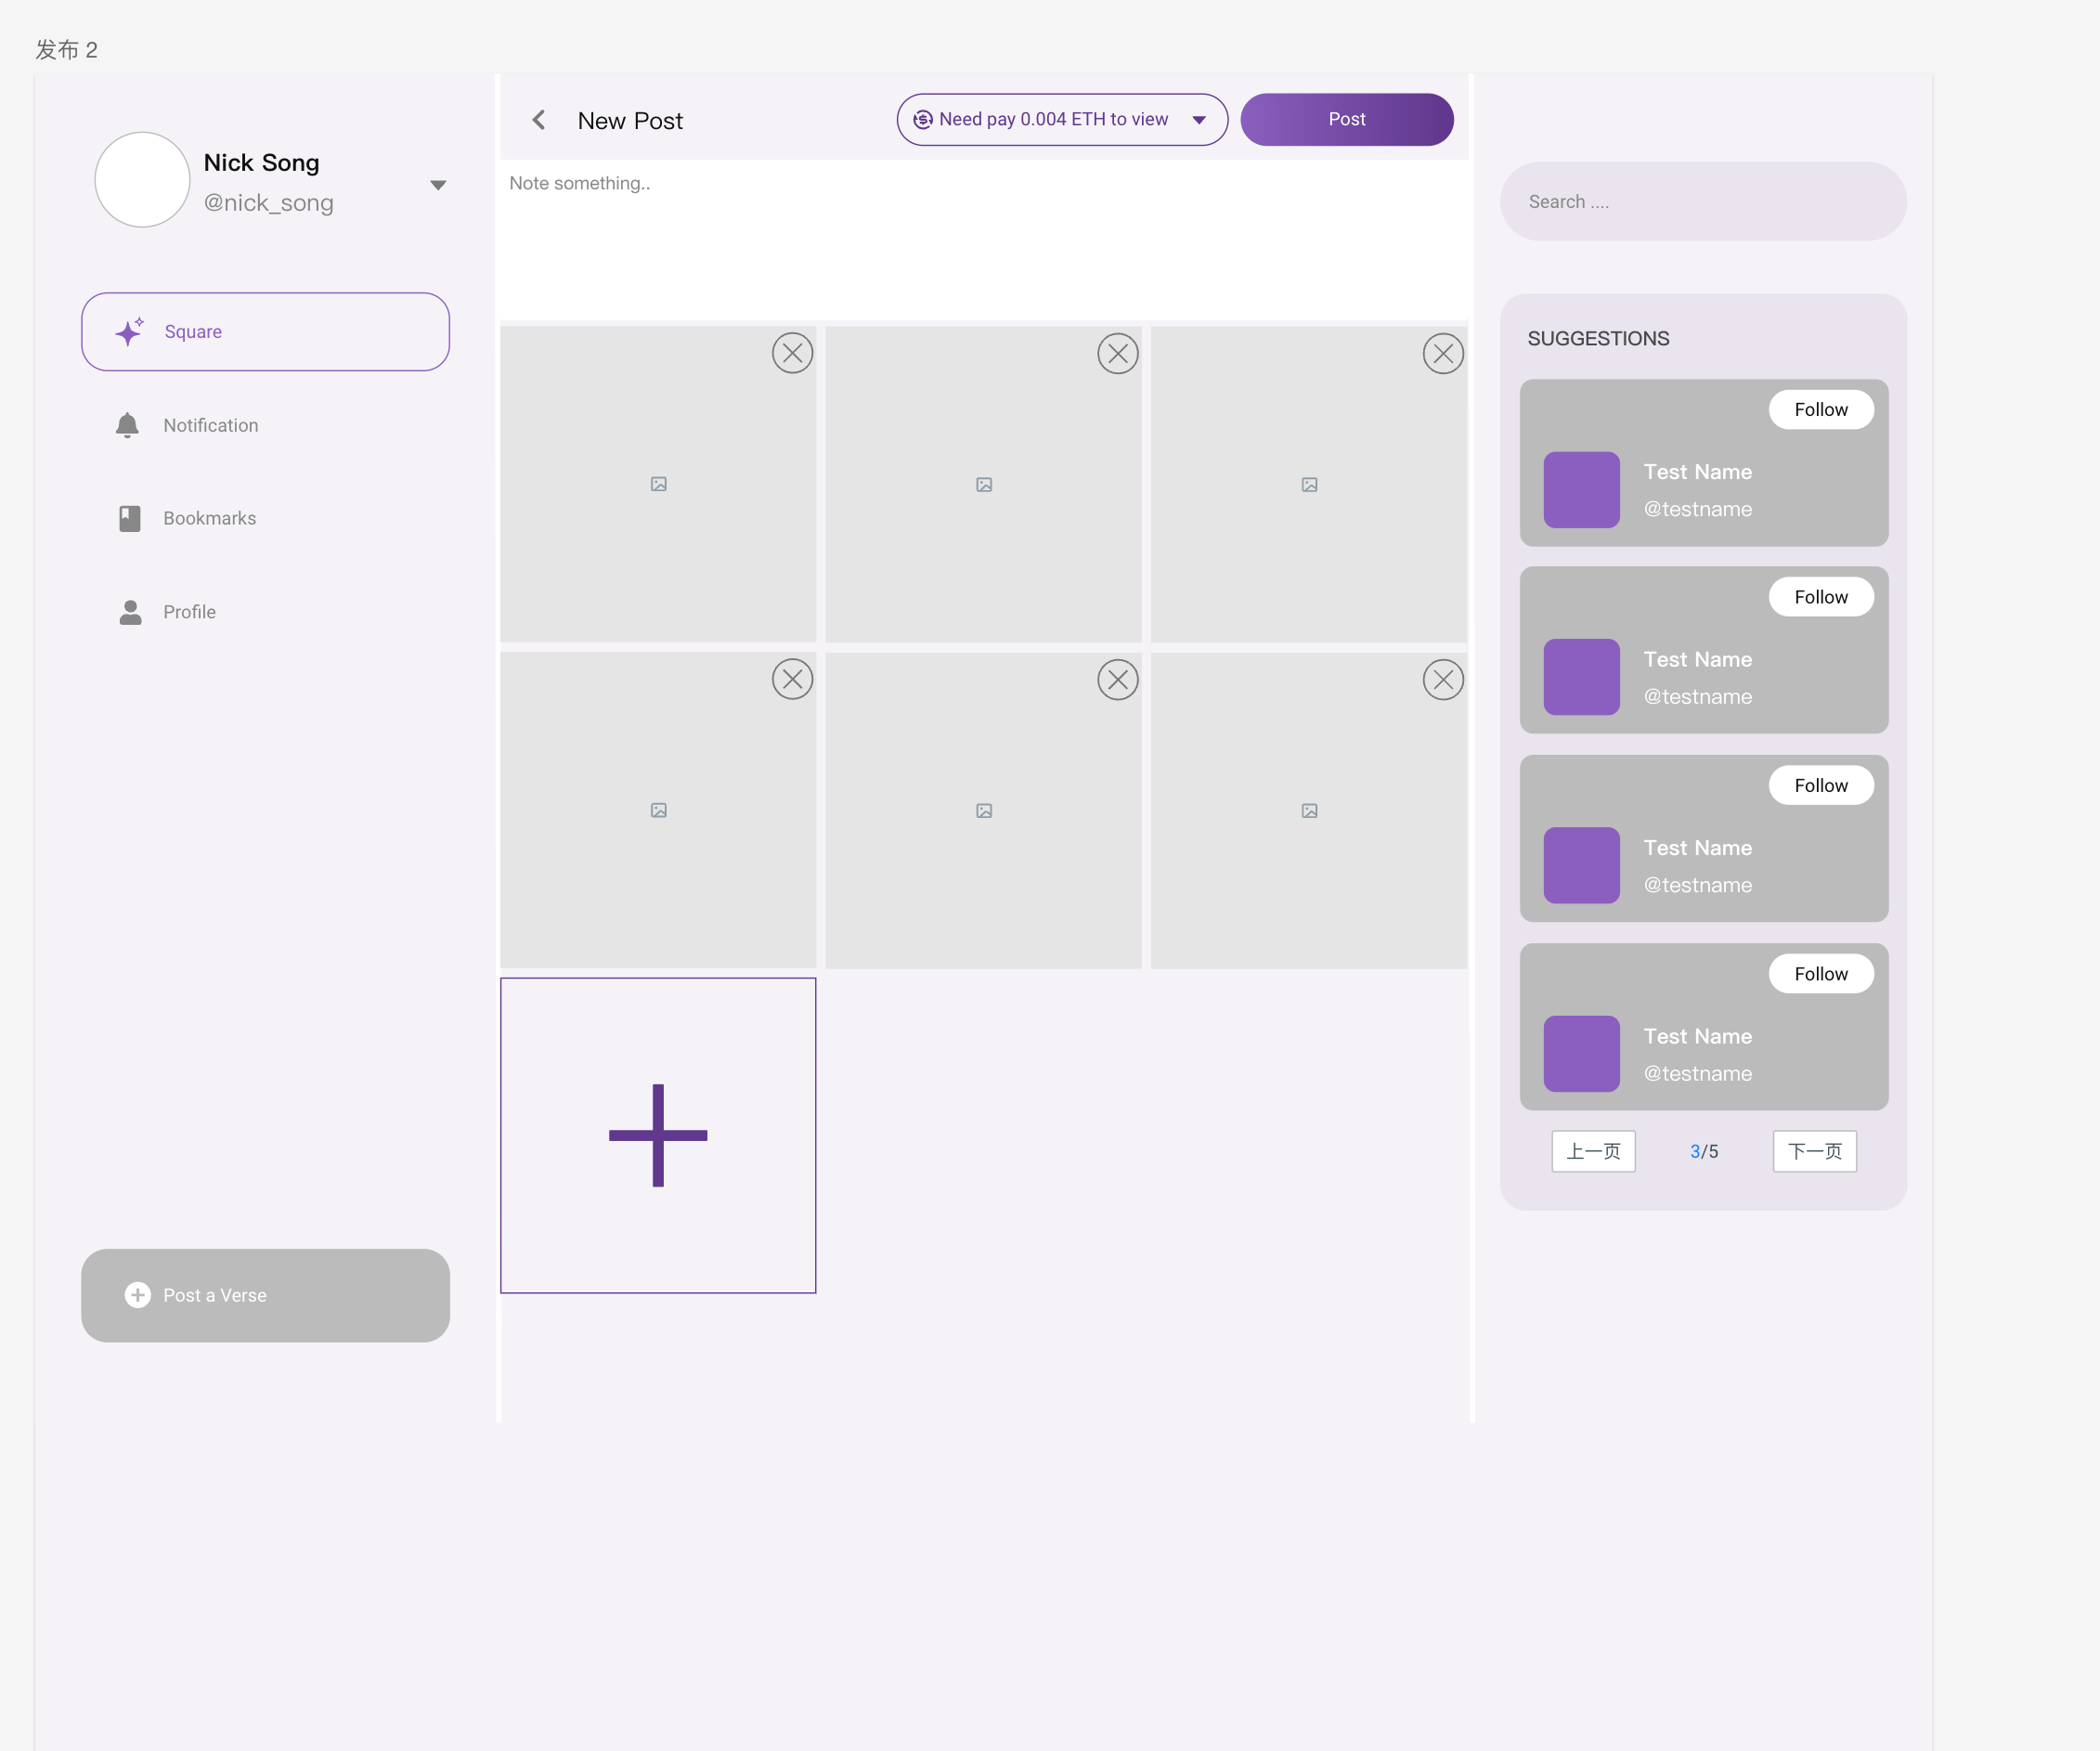 发布 2
Nick Song
@nick_song
Square
Notification
Bookmarks
Profile
Post a Verse
New Post
Need pay 0.004 ETH to view
Post
Note something..
Search ....
SUGGESTIONS
Follow
Test Name
@testname
Follow
Test Name
@testname
Follow
Test Name
@testname
Follow
Test Name
@testname
上一页 3/5 下一页